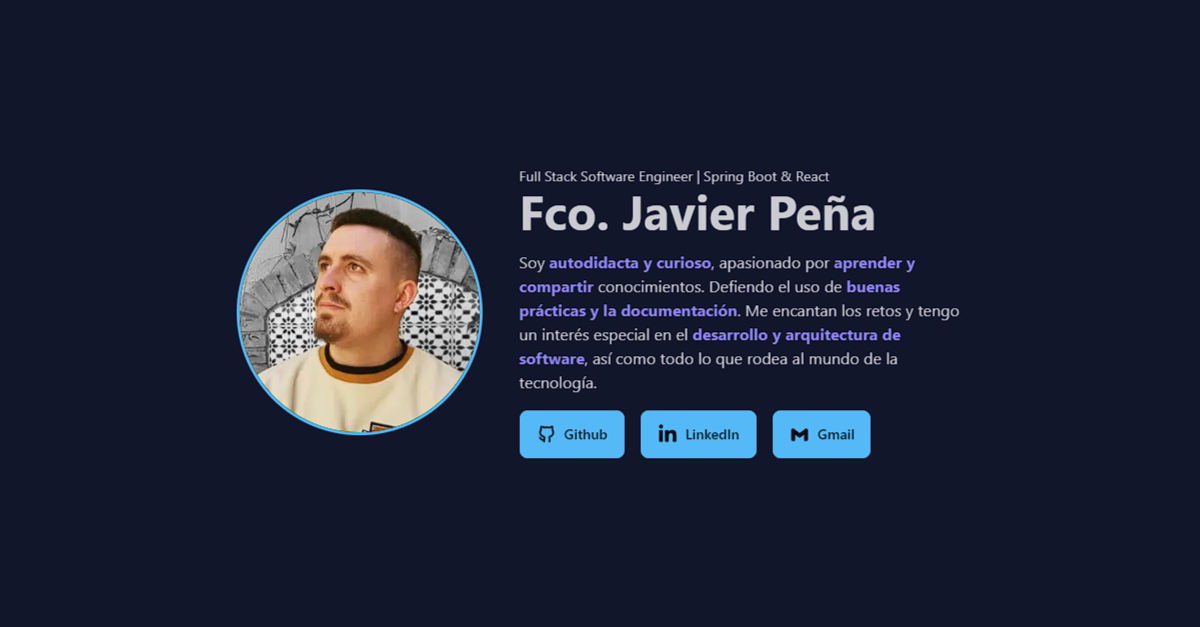 Full Stack Software Engineer | Spring Boot & React
Fco. Javier Peña
Soy autodidacta y curioso, apasionado por aprender y
compartir conocimientos. Defiendo el uso de buenas
prácticas y la documentación. Me encantan los retos y tengo
un interés especial en el desarrollo y arquitectura de
software, así como todo lo que rodea al mundo de la
tecnología.
Github
LinkedIn
Gmail